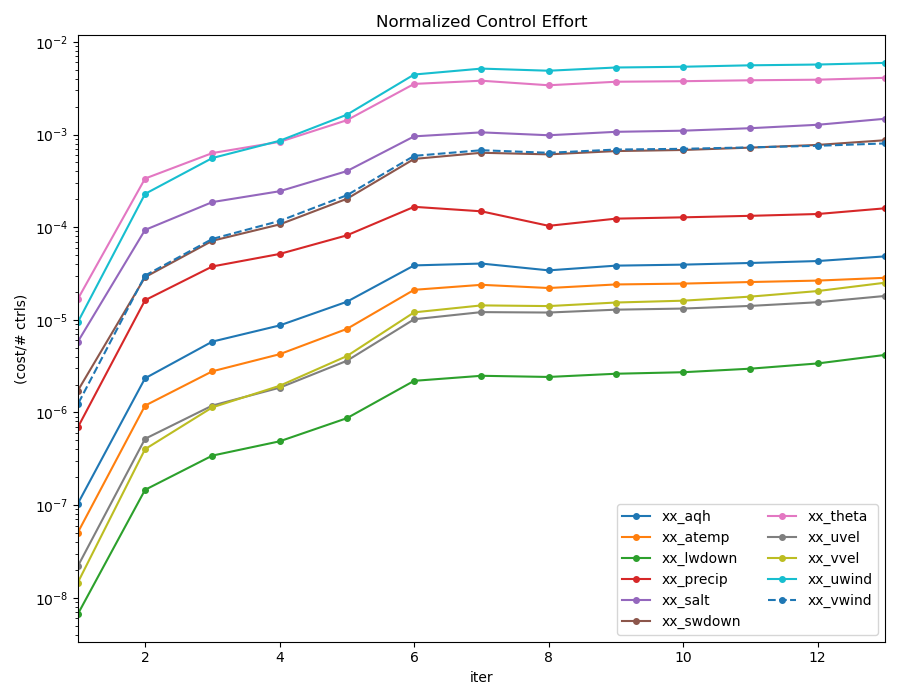 Normalized Control Effort
(cost/# ctrls)
10⁻²
10⁻³
10⁻⁴
10⁻⁵
10⁻⁶
10⁻⁷
10⁻⁸
xx_aqh
xx_atemp
xx_lwdown
xx_precip
xx_salt
xx_swdown
xx_theta
xx_uvel
xx_vvel
xx_uwind
xx_vwind
2 4 6 8 10 12
iter